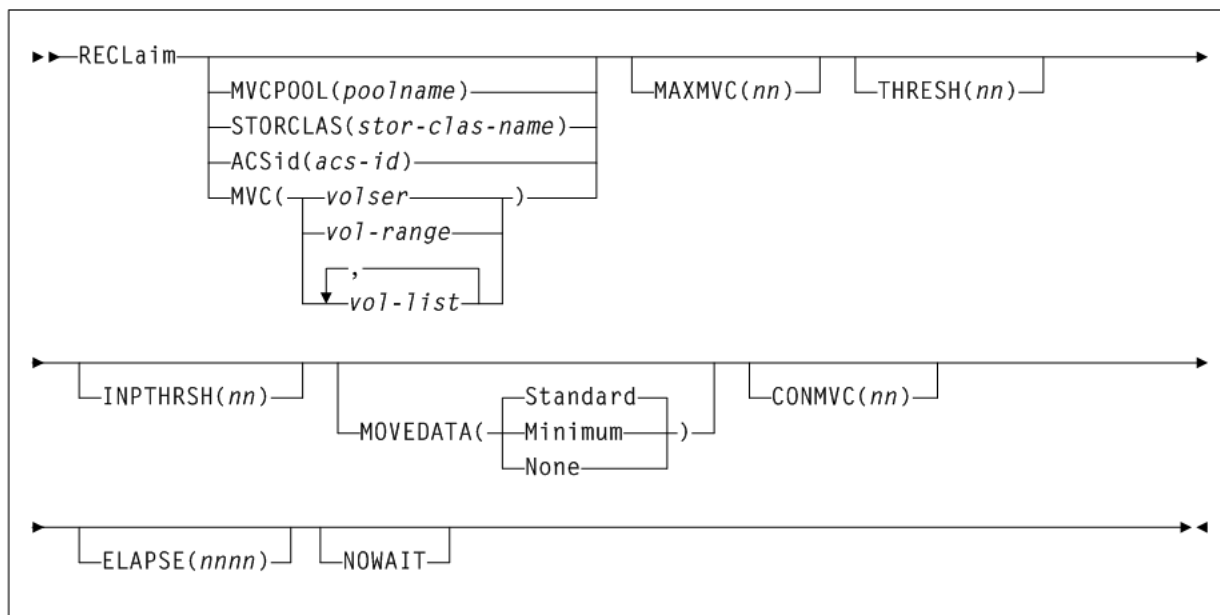 RECLaim
MVCPOOL(poolname)
STORCLAS(stor-clas-name)
ACSid(acs-id)
MVC( volser )
vol-range
,
vol-list
MAXMVC(nn)
THRESH(nn)
INPTHRSH(nn)
MOVEDATA( Standard
Minimum )
None
CONMVC(nn)
ELAPSE(nnnn)
NOWAIT